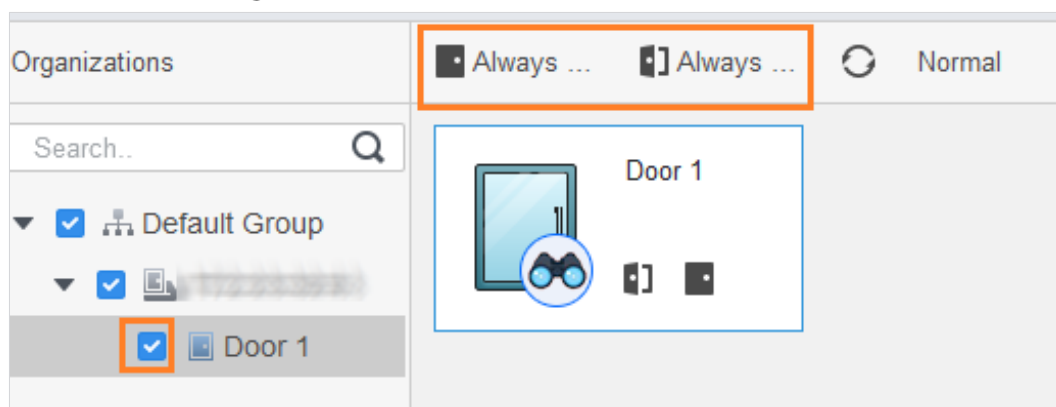 Organizations
Always ... Always ... Normal
Search..
Door 1
Default Group
Door 1